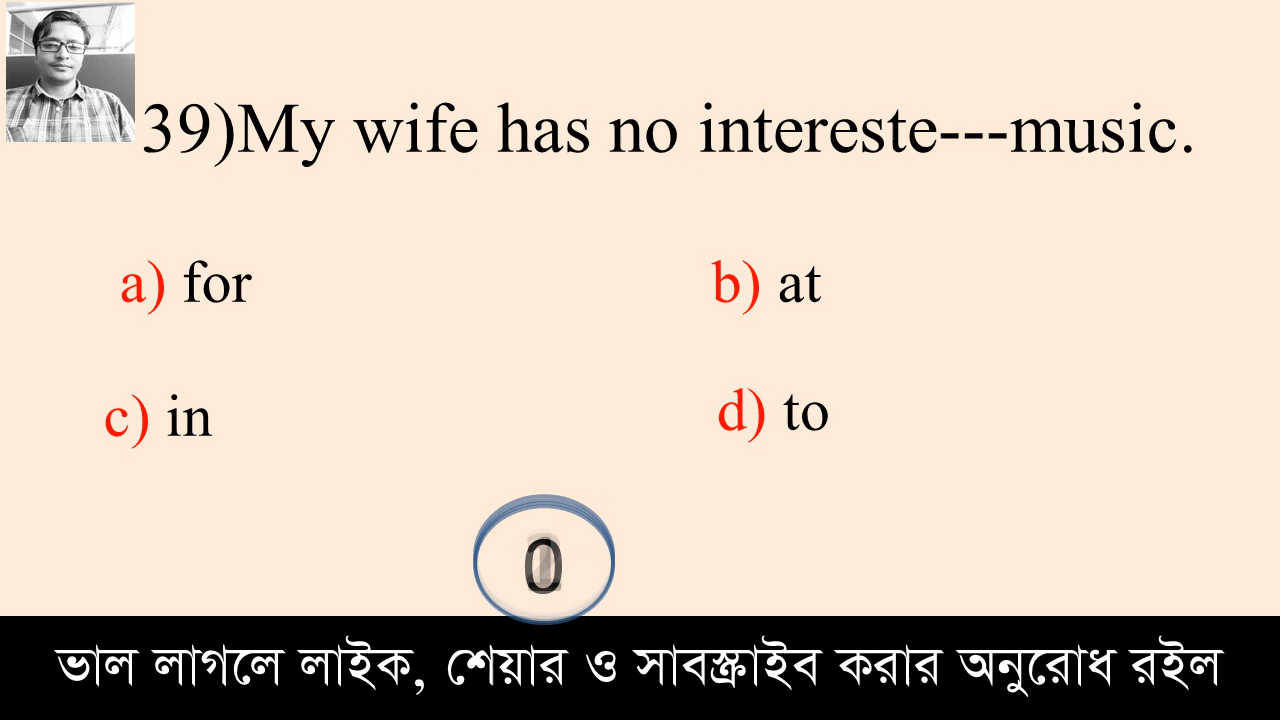 39)My wife has no intereste---music.
a) for
b) at
c) in
d) to
0
ভাল লাগলে লাইক, শেয়ার ও সাবস্ক্রাইব করার অনুরোধ রইল